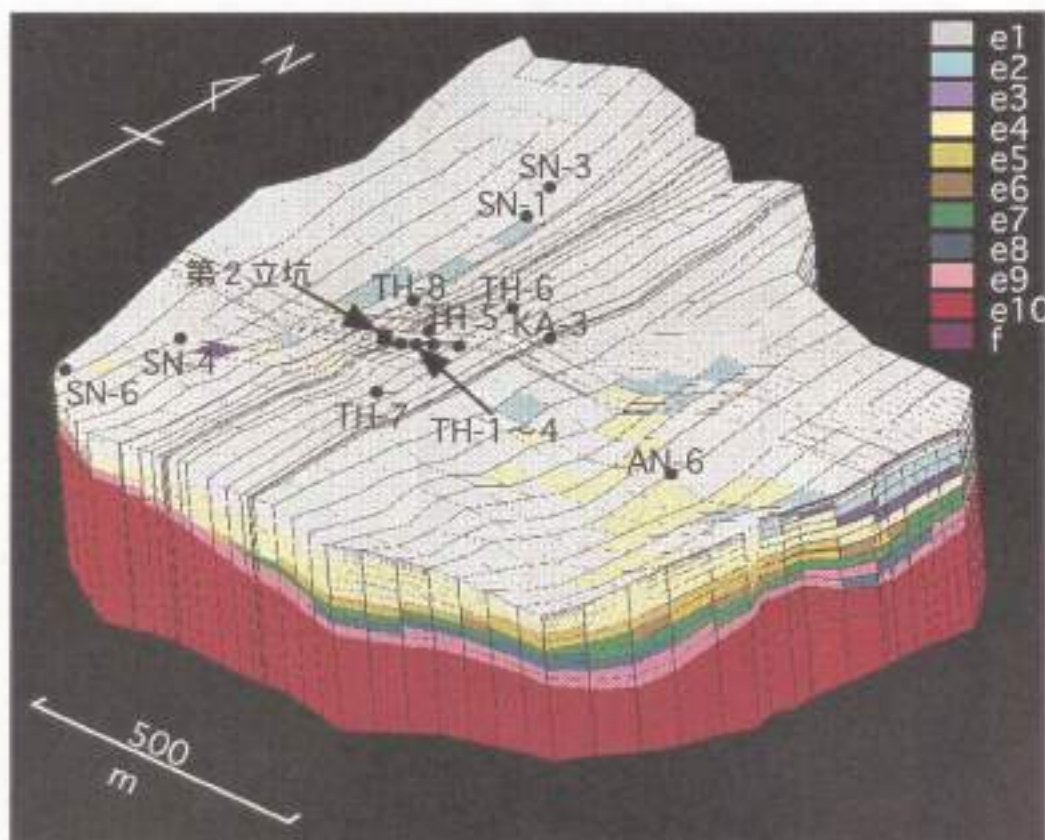 N
e1
e2
e3
e4
e5
e6
e7
e8
e9
e10
f
SN-3
SN-1
第2立坑
TH-8
TH-6
TH-5
KA-3
SN-4
SN-6
TH-7
TH-1~4
AN-6
500
m